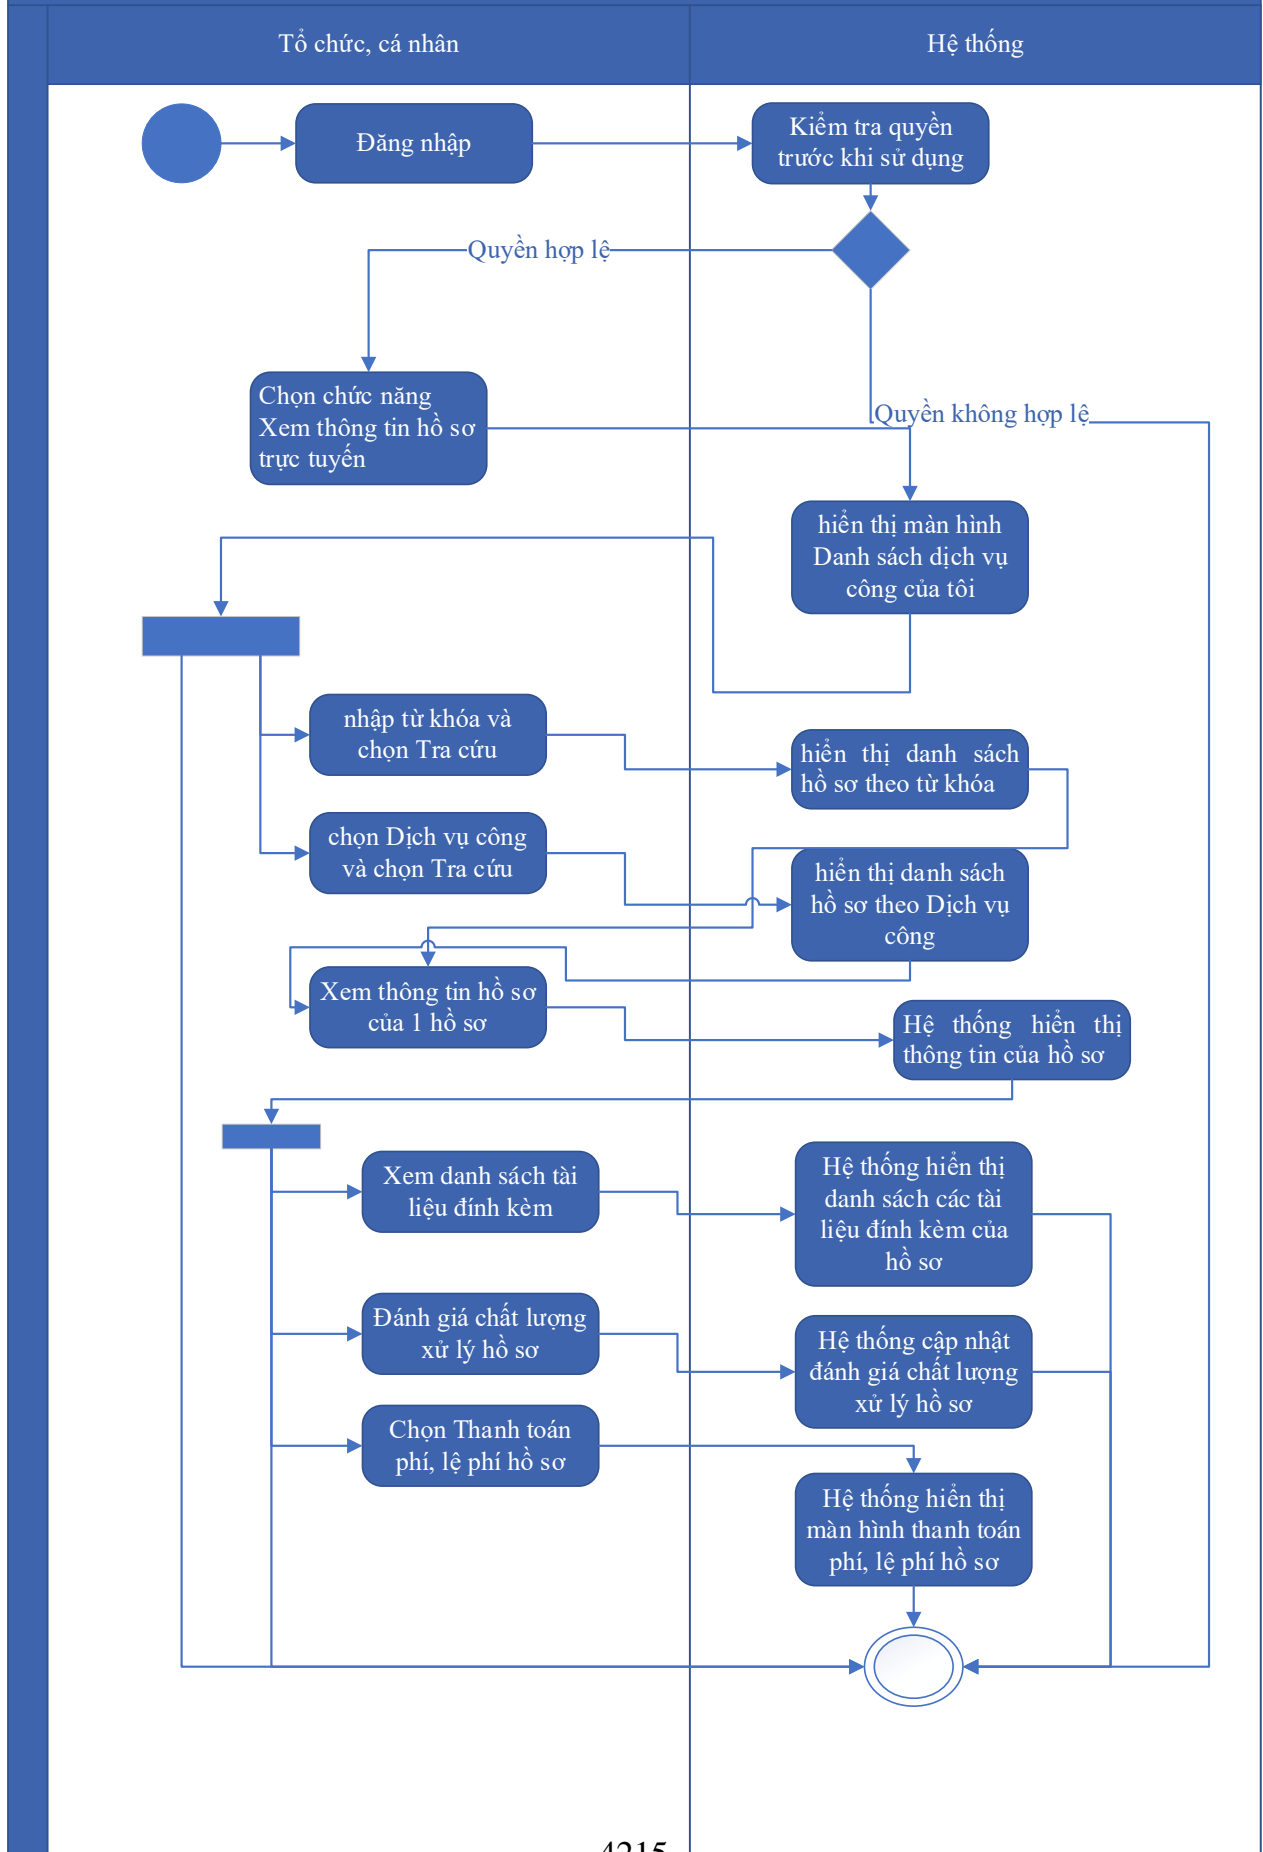 Tổ chức, cá nhân
Hệ thống
Đăng nhập
Kiểm tra quyền
trước khi sử dụng
Quyền hợp lệ
Chọn chức năng
Xem thông tin hồ sơ
trực tuyến
Quyền không hợp lệ
hiển thị màn hình
Danh sách dịch vụ
công của tôi
nhập từ khóa và
chọn Tra cứu
hiển thị danh sách
hồ sơ theo từ khóa
chọn Dịch vụ công
và chọn Tra cứu
hiển thị danh sách
hồ sơ theo Dịch vụ
công
Xem thông tin hồ sơ
của 1 hồ sơ
Hệ thống hiển thị
thông tin của hồ sơ
Xem danh sách tài
liệu đính kèm
Hệ thống hiển thị
danh sách các tài
liệu đính kèm của
hồ sơ
Đánh giá chất lượng
xử lý hồ sơ
Hệ thống cập nhật
đánh giá chất lượng
xử lý hồ sơ
Chọn Thanh toán
phí, lệ phí hồ sơ
Hệ thống hiển thị
màn hình thanh toán
phí, lệ phí hồ sơ
4215